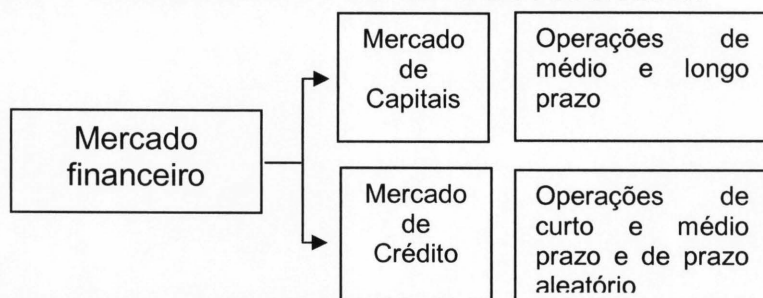 Mercado
financeiro
Mercado
de
Capitais
Operações de
médio e longo
prazo
Mercado
de
Crédito
Operações de
curto e médio
prazo e de prazo
aleatório